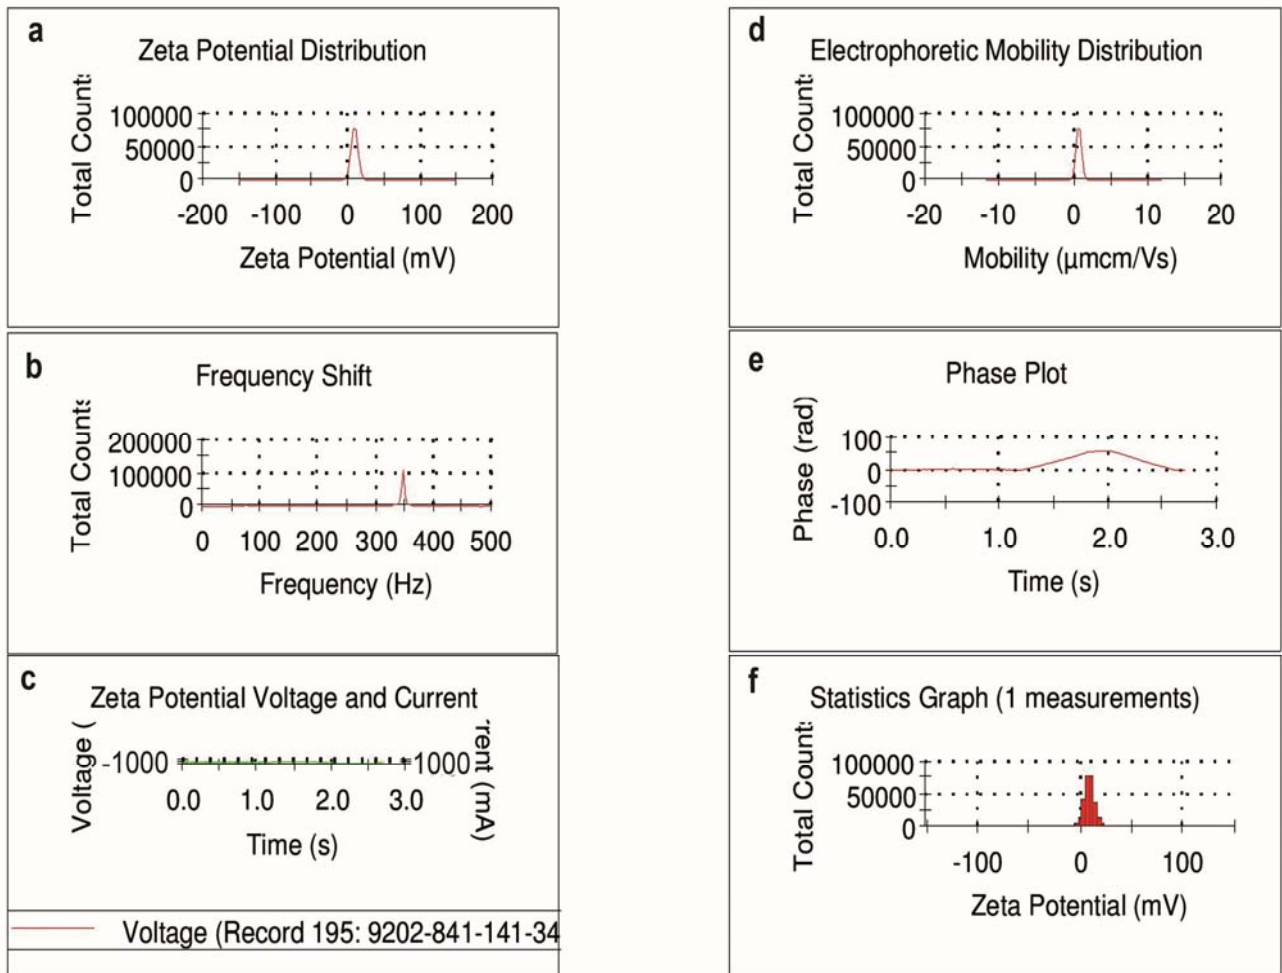 a
Zeta Potential Distribution
Total Counts
100000
50000
0
-200 -100 0 100 200
Zeta Potential (mV)
b
Frequency Shift
Total Counts
200000
100000
0
0 100 200 300 400 500
Frequency (Hz)
c
Zeta Potential Voltage and Current
Voltage (
-1000
1000
rrent (mA)
0.0 1.0 2.0 3.0
Time (s)
Voltage (Record 195: 9202-841-141-34
d
Electrophoretic Mobility Distribution
Total Counts
100000
50000
0
-20 -10 0 10 20
Mobility (µmcm/Vs)
e
Phase Plot
Phase (rad)
100
0
-100
0.0 1.0 2.0 3.0
Time (s)
f
Statistics Graph (1 measurements)
Total Counts
100000
50000
0
-100 0 100
Zeta Potential (mV)